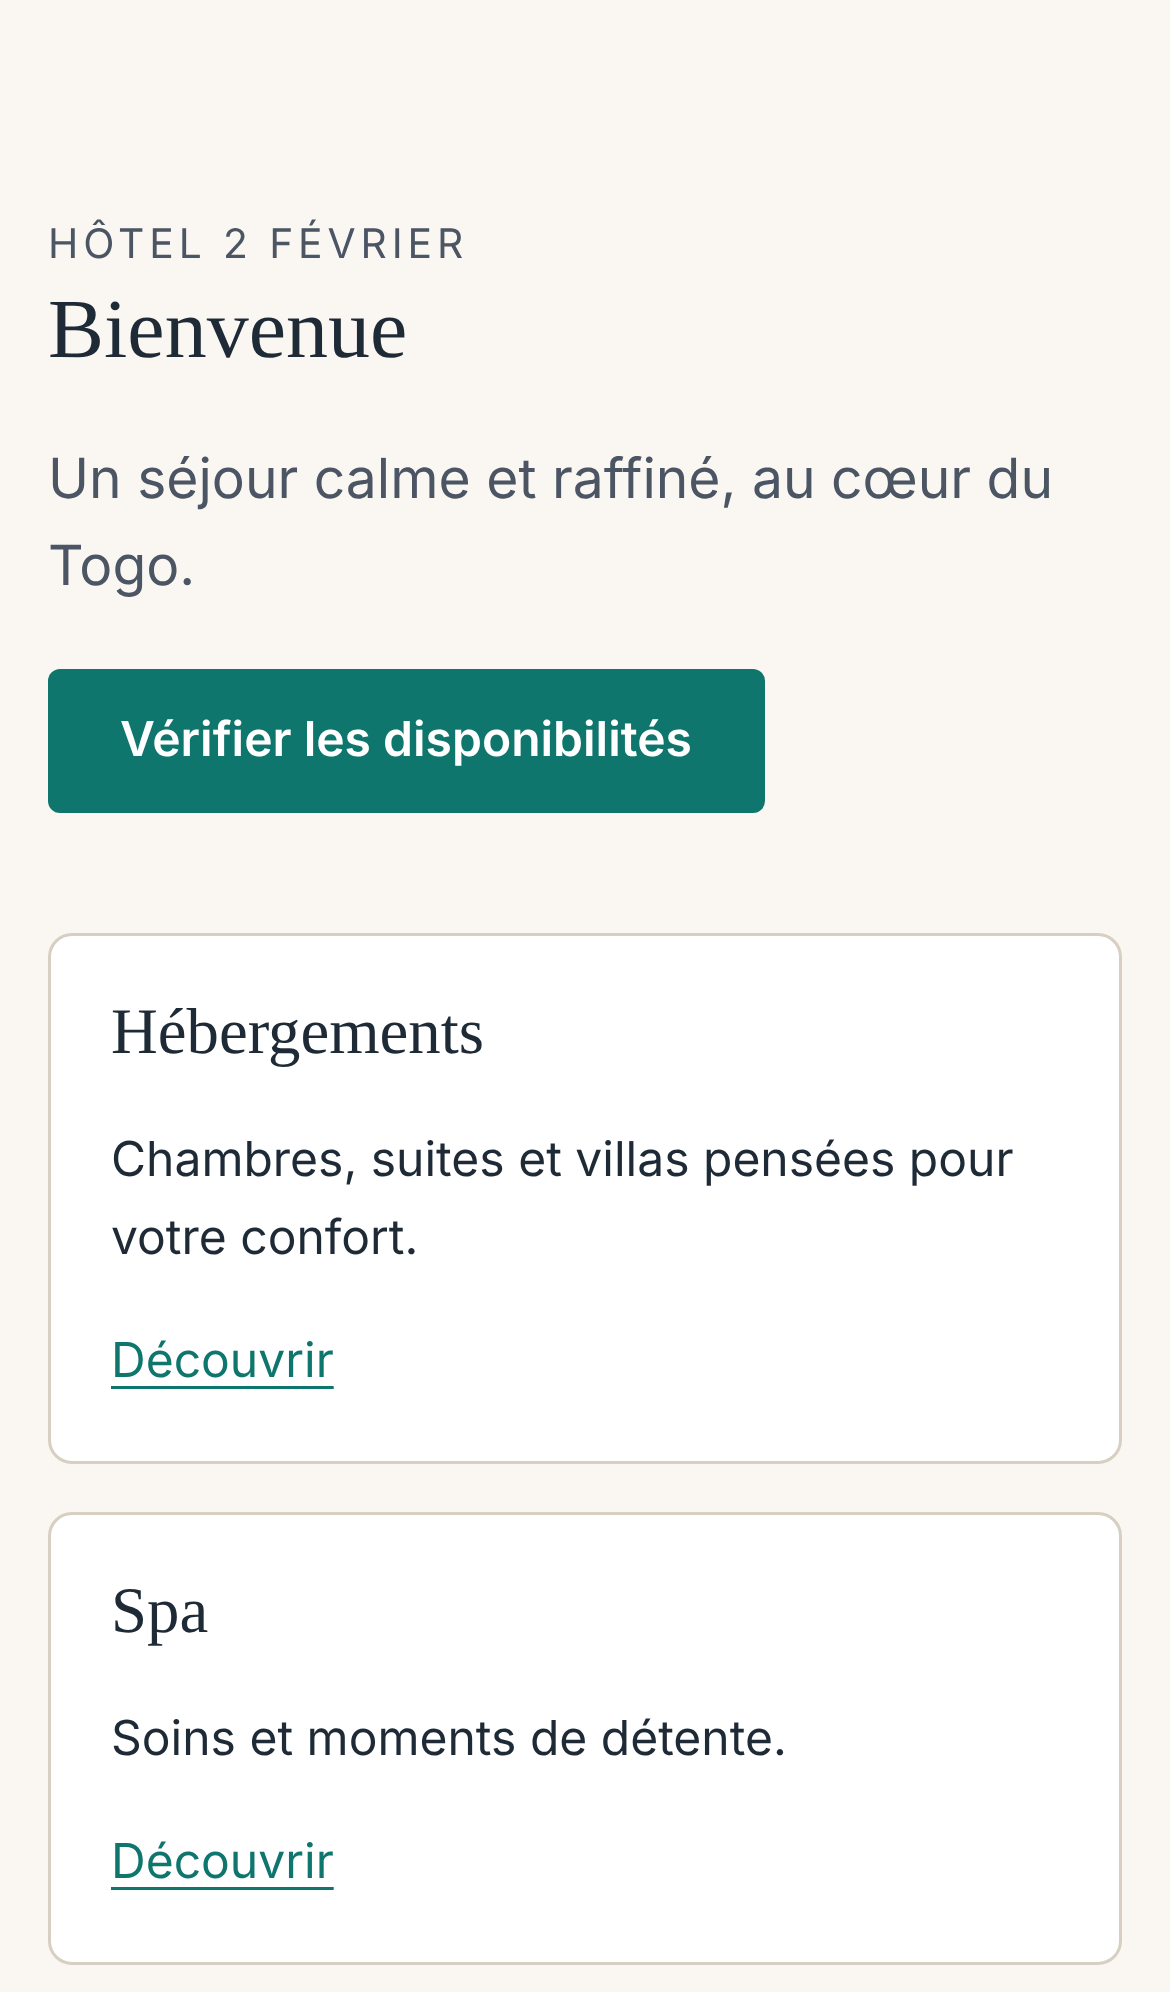 HÔTEL 2 FÉVRIER
Bienvenue
Un séjour calme et raffiné, au cœur du
Togo.
Vérifier les disponibilités
Hébergements
Chambres, suites et villas pensées pour
votre confort.
Découvrir
Spa
Soins et moments de détente.
Découvrir